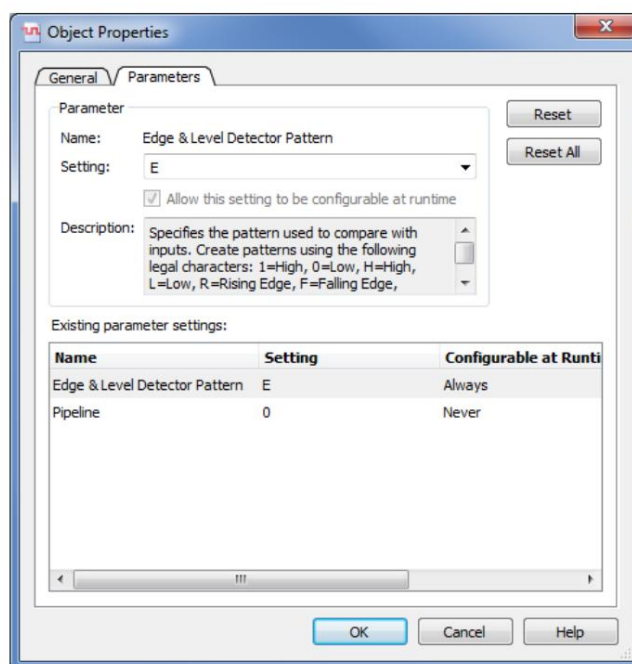 Object Properties
General
Parameters
Parameter
Name: Edge & Level Detector Pattern
Setting: E
Allow this setting to be configurable at runtime
Description: Specifies the pattern used to compare with
inputs. Create patterns using the following
legal characters: 1=High, 0=Low, H=High,
L=Low, R=Rising Edge, F=Falling Edge,
Reset
Reset All
Existing parameter settings:
Name Setting Configurable at Runti
Edge & Level Detector Pattern E Always
Pipeline 0 Never
OK Cancel Help